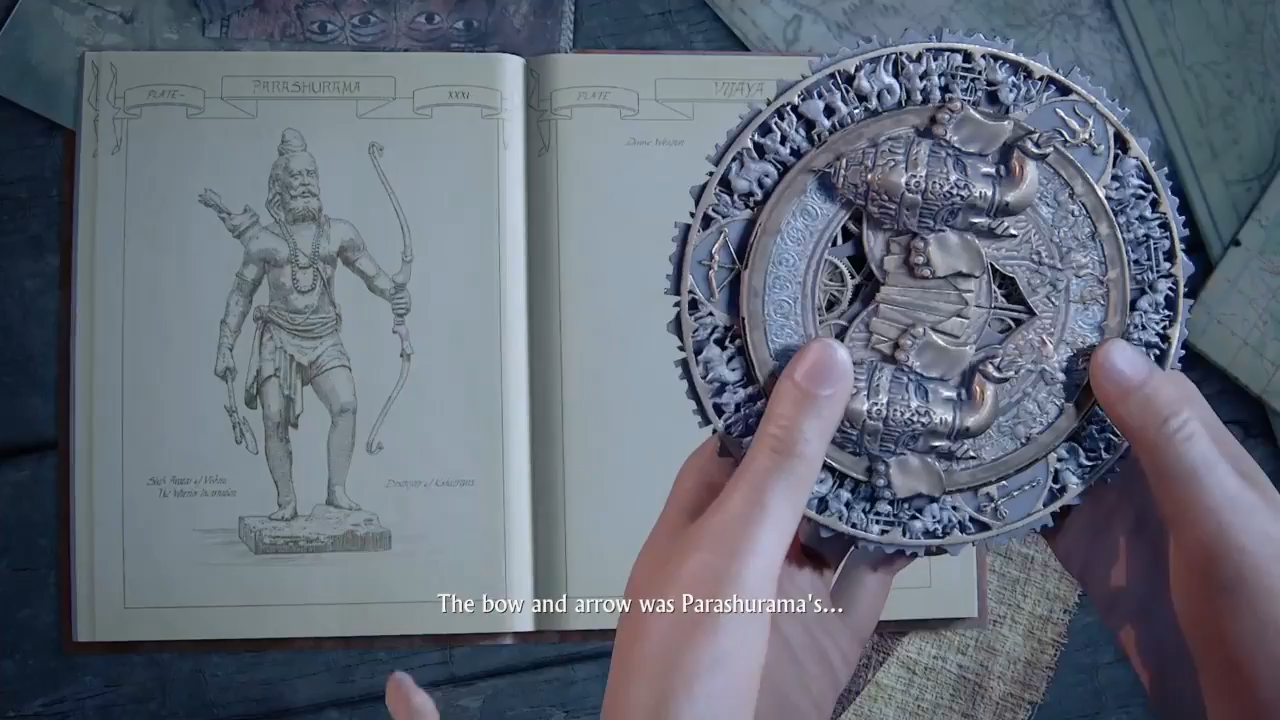 PLATE~
PARASHURAMA
XXXI
PLATE
VIJAYA
Divine Weapon
Sixth Avatar of Vishnu
The Warrior Incarnation
Destroyer of Kshatriyas
The bow and arrow was Parashurama's...